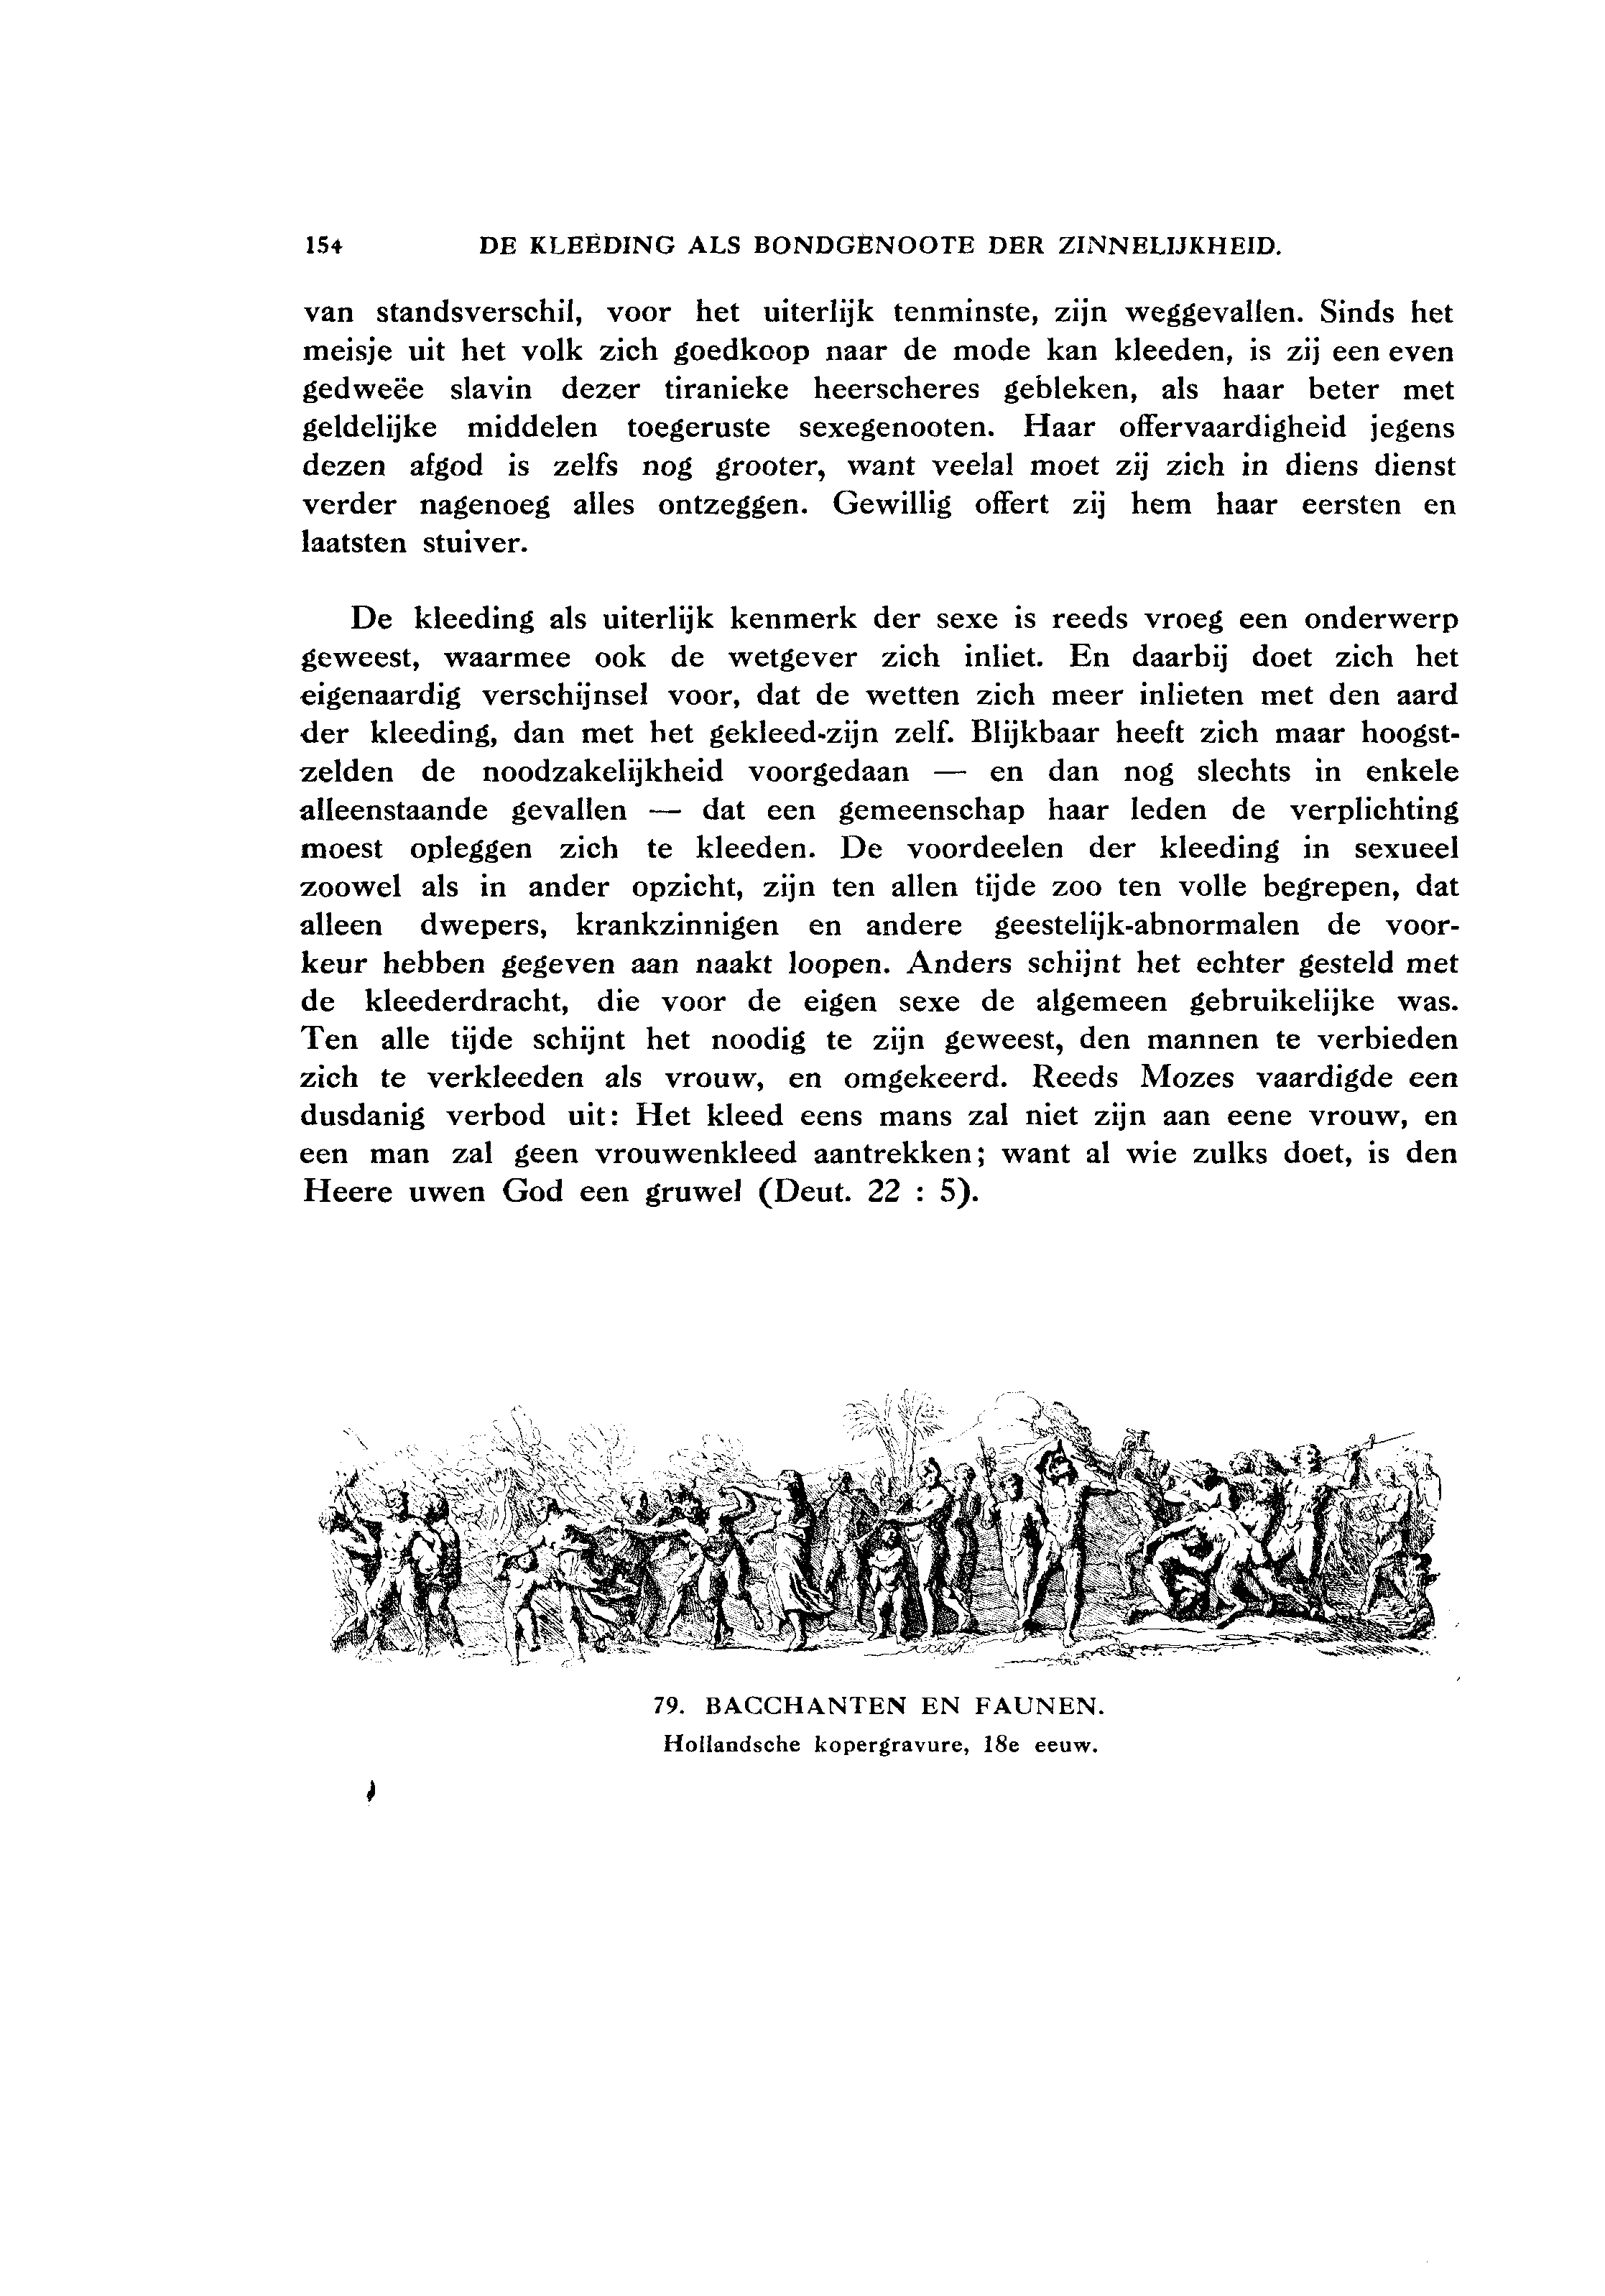 154 DE KLEEDING ALS BONDGENOOTE DER ZINNELIJKHEID.
van standsverschil, voor het uiterlijk tenminste, zijn weggevallen. Sinds het
meisje uit het volk zich goedkoop naar de mode kan kleeden, is zij een even
gedweëe slavin dezer tiranieke heerscheres gebleken, als haar beter met
geldelijke middelen toegeruste sexegenooten. Haar offervaardigheid jegens
dezen afgod is zelfs nog grooter, want veelal moet zij zich in diens dienst
verder nagenoeg alles ontzeggen. Gewillig offert zij hem haar eersten en
laatsten stuiver.
De kleeding als uiterlijk kenmerk der sexe is reeds vroeg een onderwerp
geweest, waarmee ook de wetgever zich inliet. En daarbij doet zich het
eigenaardig verschijnsel voor, dat de wetten zich meer inlieten met den aard
der kleeding, dan met het gekleed-zijn zelf. Blijkbaar heeft zich maar hoogst-
zelden de noodzakelijkheid voorgedaan — en dan nog slechts in enkele
alleenstaande gevallen — dat een gemeenschap haar leden de verplichting
moest opleggen zich te kleeden. De voordeelen der kleeding in sexueel
zoowel als in ander opzicht, zijn ten allen tijde zoo ten volle begrepen, dat
alleen dwepers, krankzinnigen en andere geestelijk-abnormalen de voor-
keur hebben gegeven aan naakt loopen. Anders schijnt het echter gesteld met
de kleederdracht, die voor de eigen sexe de algemeen gebruikelijke was.
Ten alle tijde schijnt het noodig te zijn geweest, den mannen te verbieden
zich te verkleeden als vrouw, en omgekeerd. Reeds Mozes vaardigde een
dusdanig verbod uit: Het kleed eens mans zal niet zijn aan eene vrouw, en
een man zal geen vrouwenkleed aantrekken; want al wie zulks doet, is den
Heere uwen God een gruwel (Deut. 22 : 5).
79. BACCHANTEN EN FAUNEN.
Hollandsche kopergravure, 18e eeuw.